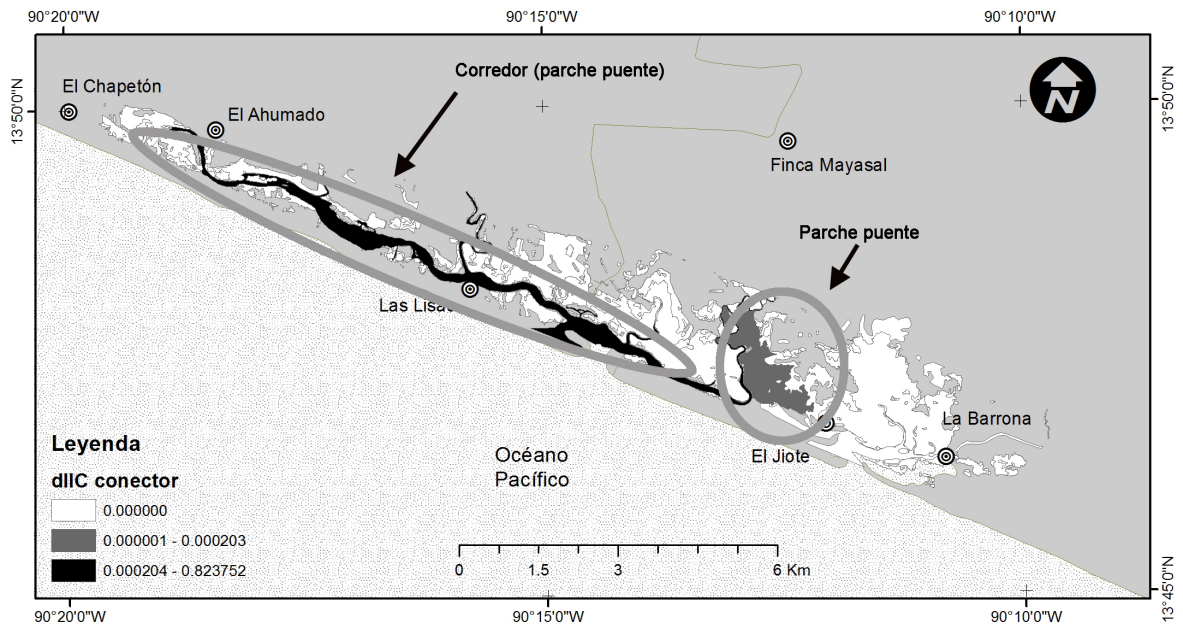 90°20'0"W 90°15'0"W 90°10'0"W
13°50'0"N
13°50'0"N
El Chapetón
Corredor (parche puente)
N
El Ahumado
Finca Mayasal
Parche puente
Las Lisas
La Barrona
El Jiote
Océano
Pacífico
Leyenda
dIIC conector
0.000000
0.000001 - 0.000203
0.000204 - 0.823752
0 1.5 3 6 Km
13°45'0"N
90°20'0"W 90°15'0"W 90°10'0"W